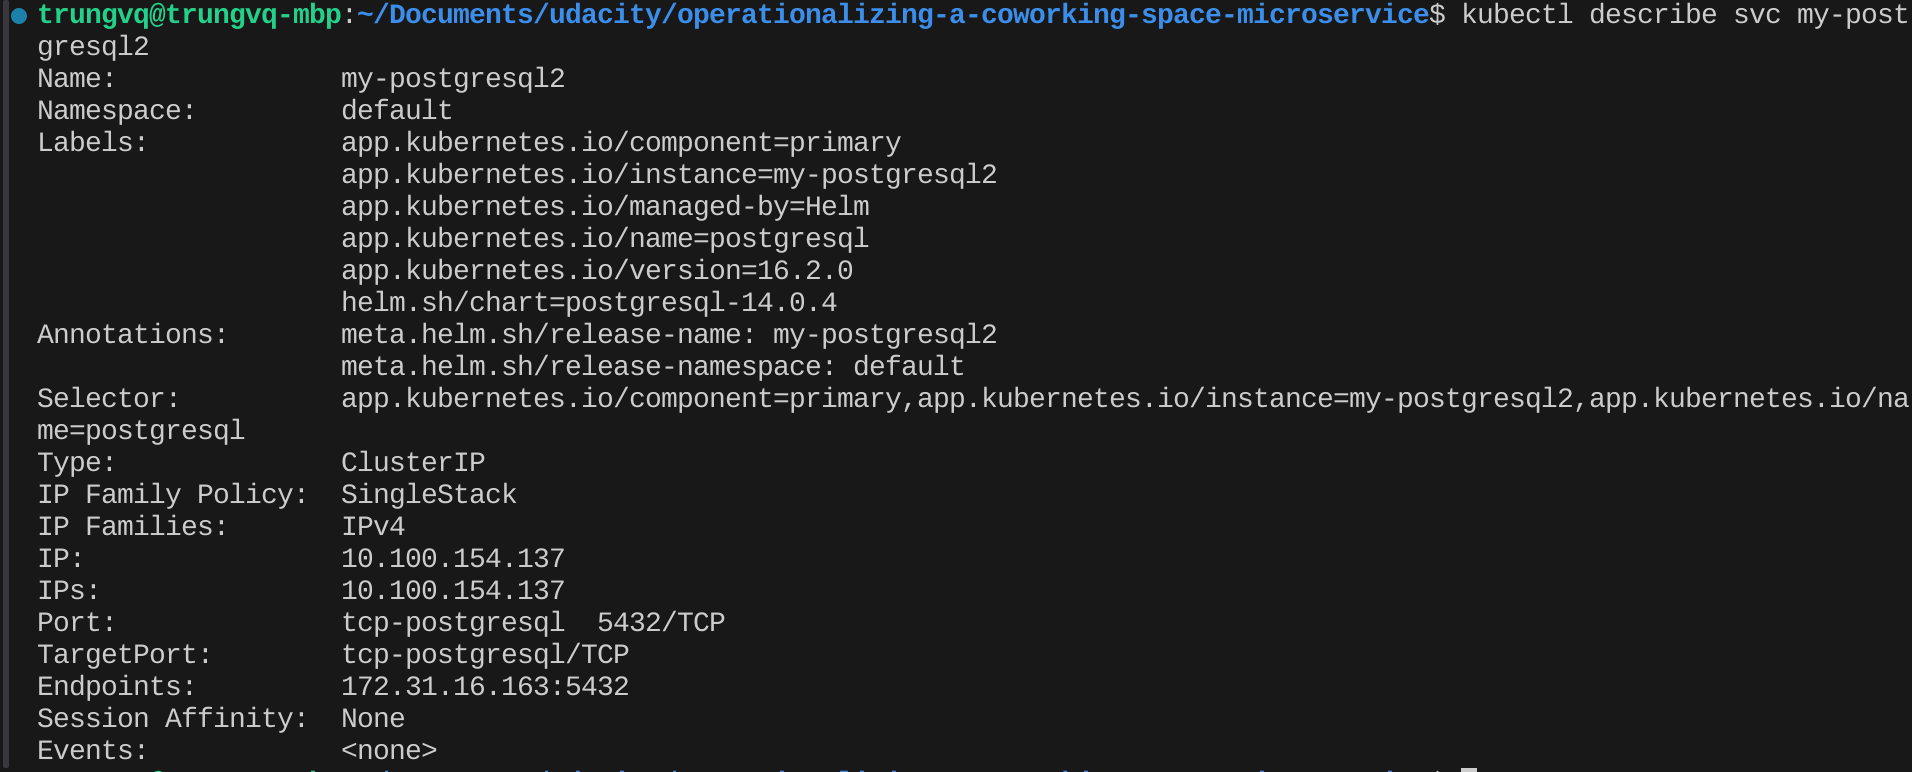 trungvq@trungvq-mbp:~/Documents/udacity/operationalizing-a-coworking-space-microservice$ kubectl describe svc my-post
gresql2
Name:              my-postgresql2
Namespace:         default
Labels:            app.kubernetes.io/component=primary
                   app.kubernetes.io/instance=my-postgresql2
                   app.kubernetes.io/managed-by=Helm
                   app.kubernetes.io/name=postgresql
                   app.kubernetes.io/version=16.2.0
                   helm.sh/chart=postgresql-14.0.4
Annotations:       meta.helm.sh/release-name: my-postgresql2
                   meta.helm.sh/release-namespace: default
Selector:          app.kubernetes.io/component=primary,app.kubernetes.io/instance=my-postgresql2,app.kubernetes.io/na
me=postgresql
Type:              ClusterIP
IP Family Policy:  SingleStack
IP Families:       IPv4
IP:                10.100.154.137
IPs:               10.100.154.137
Port:              tcp-postgresql  5432/TCP
TargetPort:        tcp-postgresql/TCP
Endpoints:         172.31.16.163:5432
Session Affinity:  None
Events:            <none>